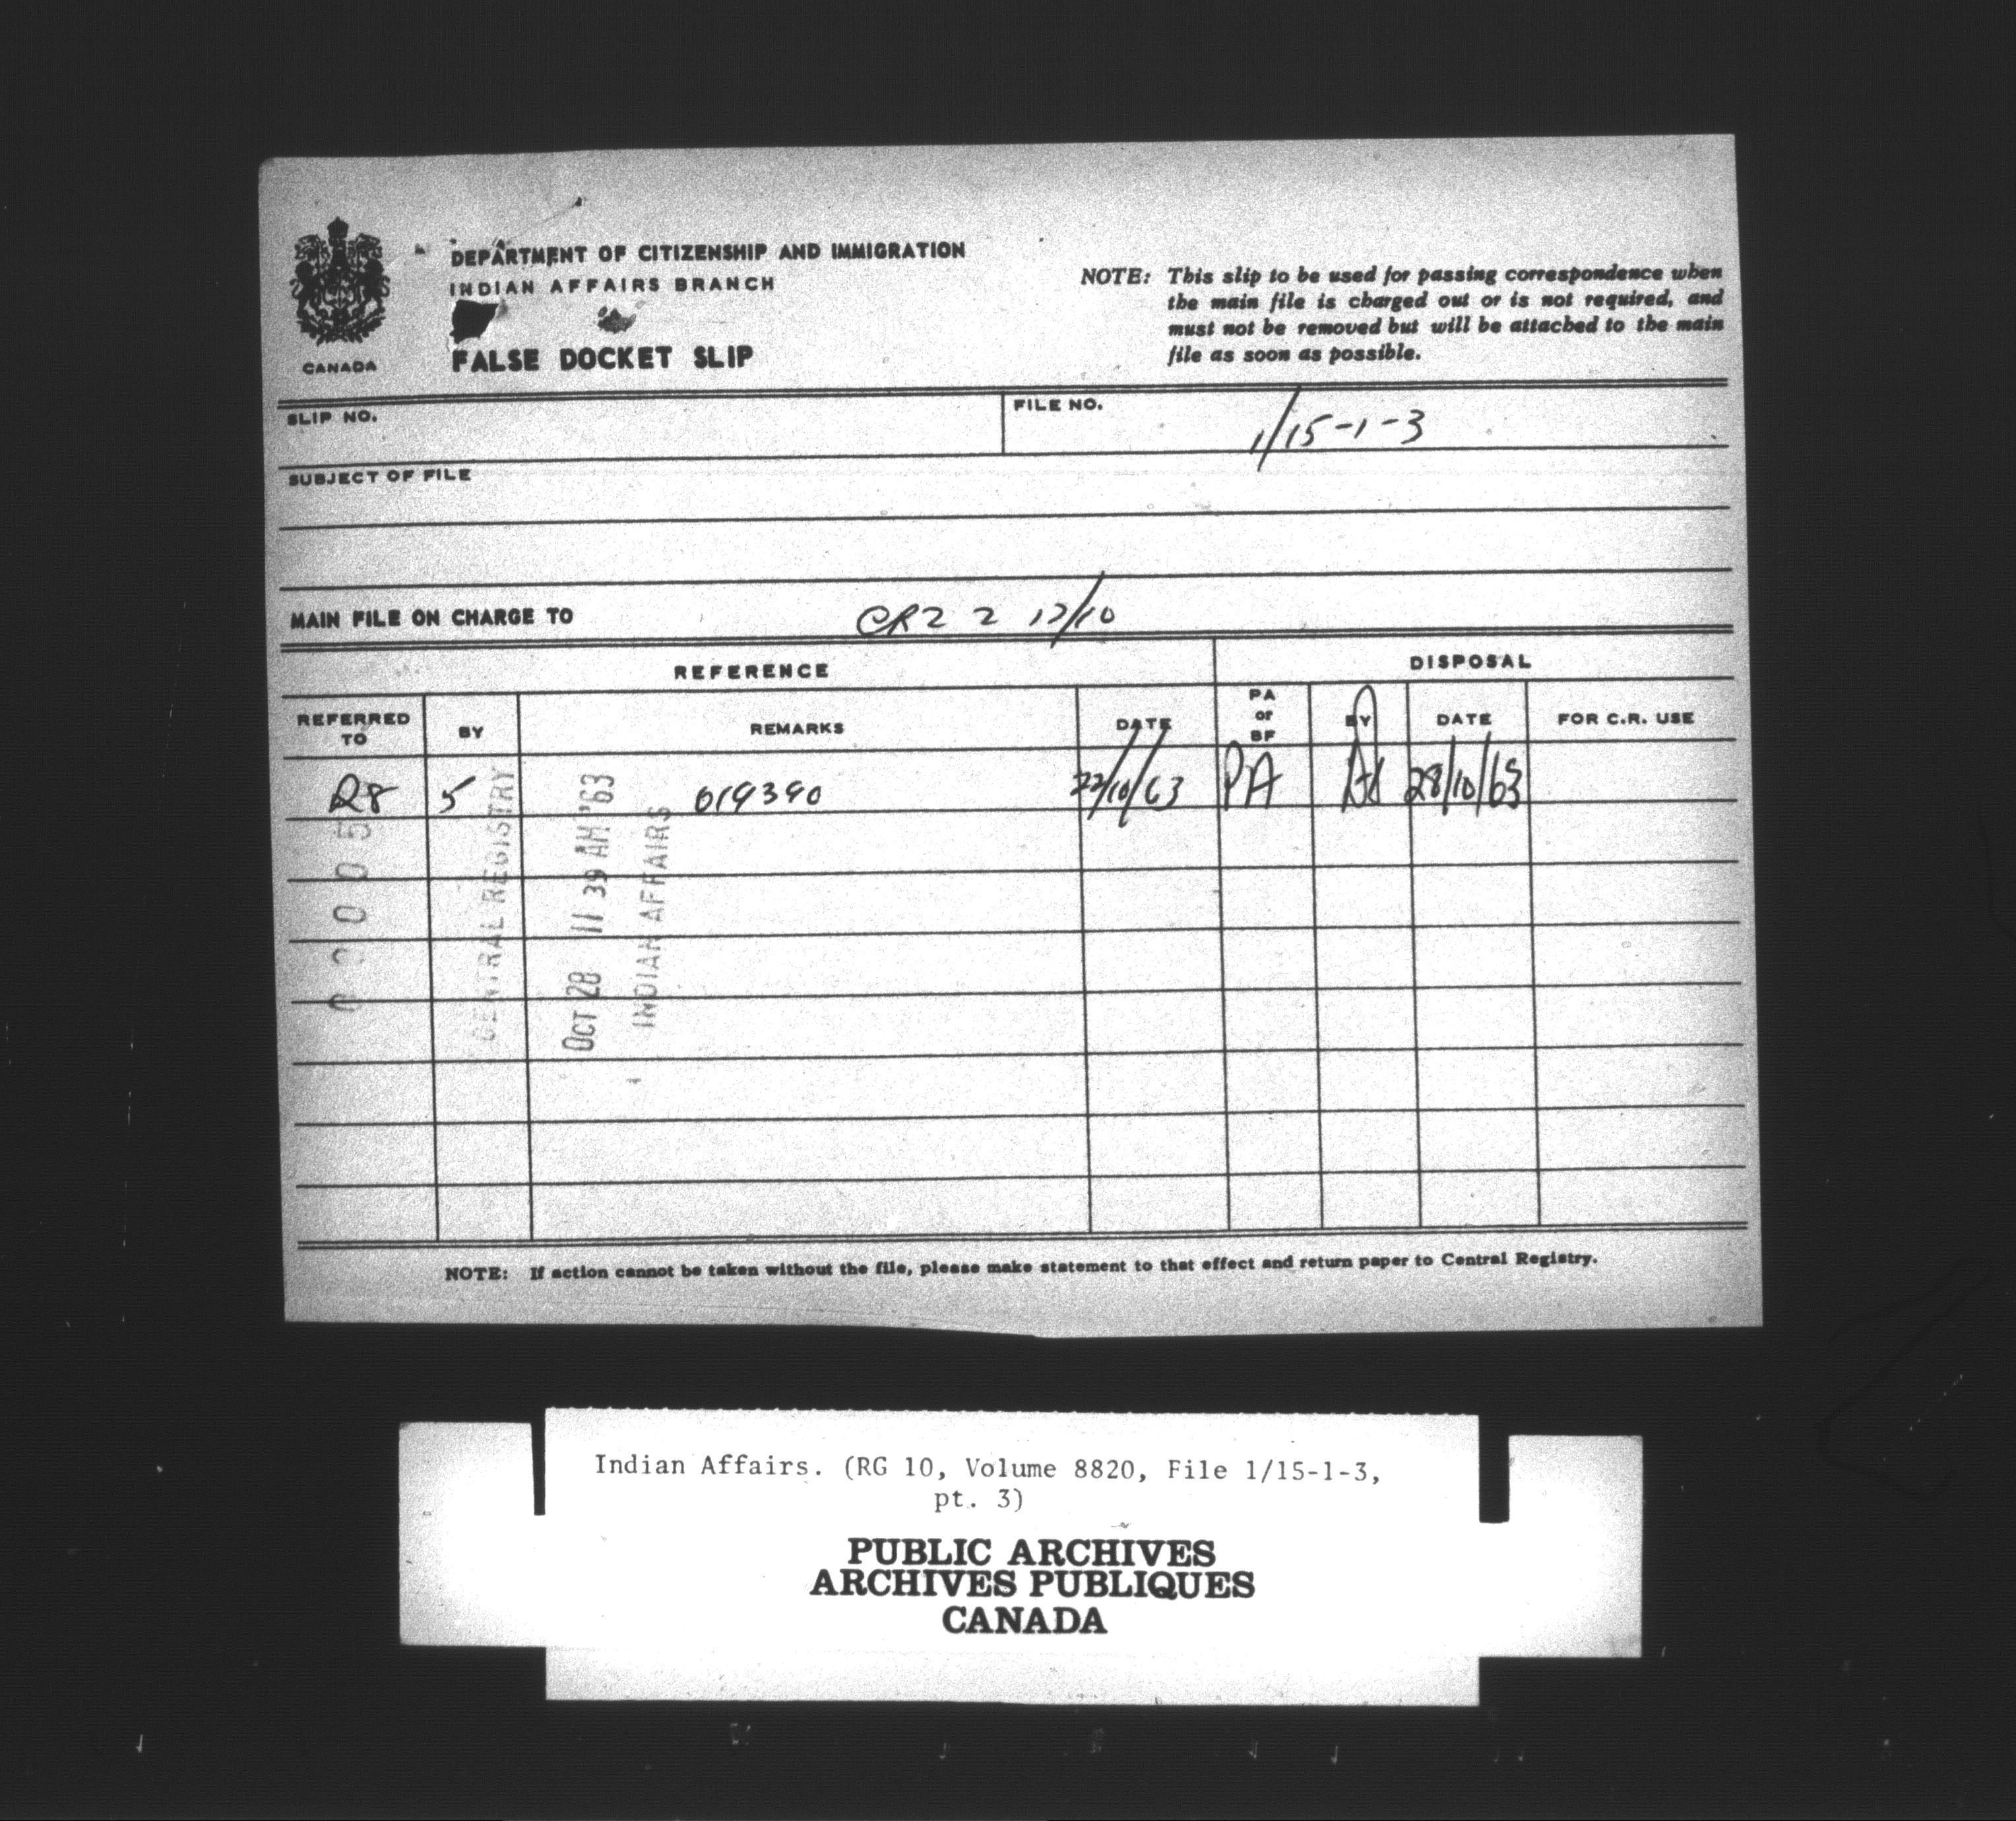 DEPARTMENT OF CITIZENSHIP AND IMMIGRATION
INDIAN AFFAIRS BRANCH
FALSE DOCKET SLIP
CANADA
NOTE: This slip to be used for passing correspondence when
the main file is charged out or is not required, and
must not be removed but will be attached to the main
file as soon as possible.
SLIP NO.
FILE NO. 1/15-1-3
SUBJECT OF FILE
MAIN FILE ON CHARGE TO
REFERENCE
DISPOSAL
REFERRED TO BY REMARKS DATE PA or BF BY DATE FOR C.R. USE
5 019390 /10/63 PA 28/10/63
CENTRAL REGISTRY
OCT 28 11 39 AM '63
INDIAN AFFAIRS
NOTE: If action cannot be taken without the file, please make statement to that effect and return paper to Central Registry.
Indian Affairs. (RG 10, Volume 8820, File 1/15-1-3,
pt. 3)
PUBLIC ARCHIVES
ARCHIVES PUBLIQUES
CANADA